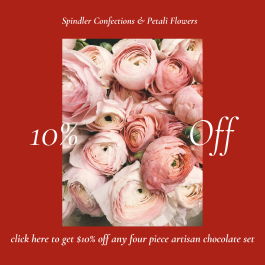 Spindler Confections & Petali Flowers
10% Off
click here to get $10% off any four piece artisan chocolate set